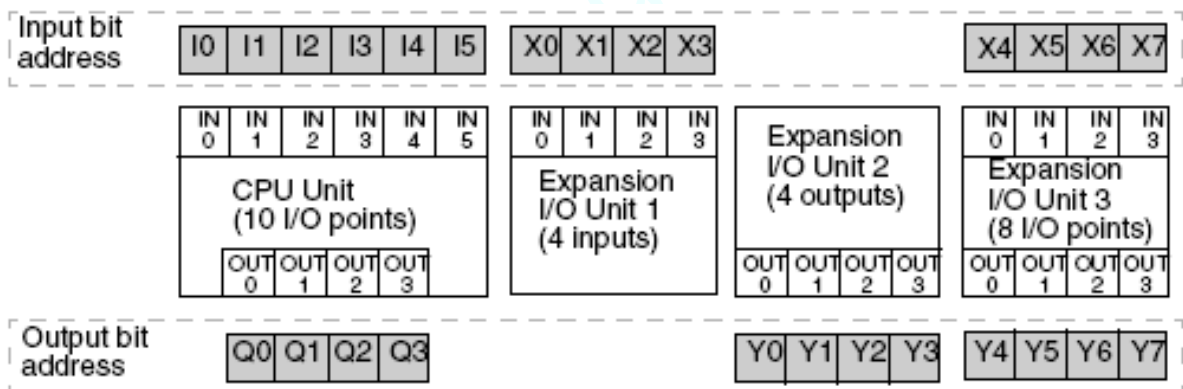 Input bit
address
I0 I1 I2 I3 I4 I5 X0 X1 X2 X3 X4 X5 X6 X7
IN IN IN IN IN IN IN IN IN IN IN IN IN IN
0 1 2 3 4 5 0 1 2 3 0 1 2 3
CPU Unit
(10 I/O points)
OUT OUT OUT OUT
0 1 2 3
Expansion
I/O Unit 1
(4 inputs)
Expansion
I/O Unit 2
(4 outputs)
OUT OUT OUT OUT
0 1 2 3
Expansion
I/O Unit 3
(8 I/O points)
OUT OUT OUT OUT
0 1 2 3
Output bit
address
Q0 Q1 Q2 Q3 Y0 Y1 Y2 Y3 Y4 Y5 Y6 Y7